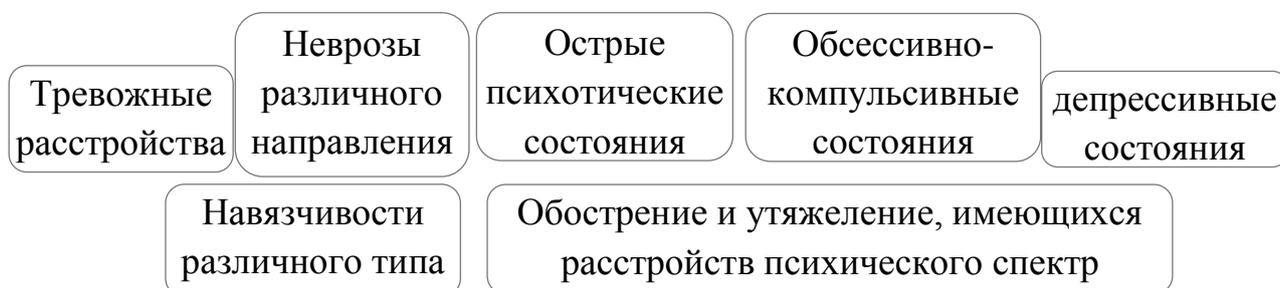 Тревожные
расстройства
Неврозы
различного
направления
Острые
психотические
состояния
Обсессивно-
компульсивные
состояния
депрессивные
состояния
Навязчивости
различного типа
Обострение и утяжеление, имеющихся
расстройств психического спектр